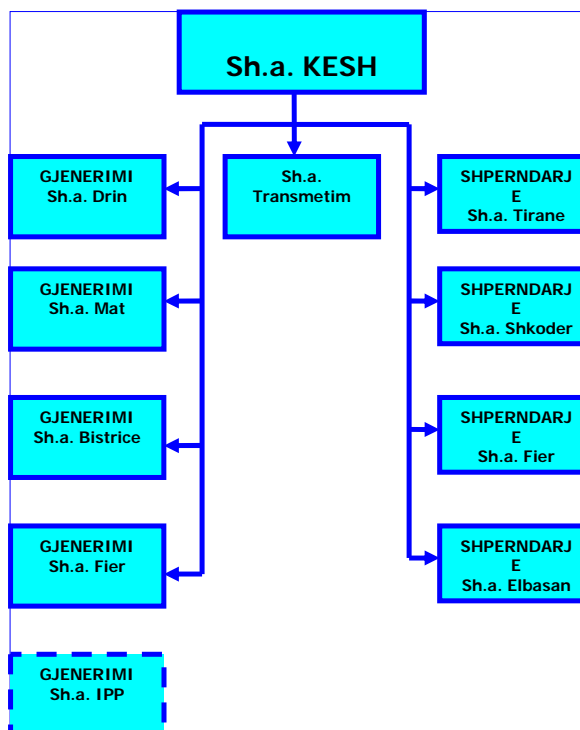 Sh.a. KESH
GJENERIMI
Sh.a. Drin
Sh.a.
Transmetim
SHPERNDARJ
E
Sh.a. Tirane
GJENERIMI
Sh.a. Mat
SHPERNDARJ
E
Sh.a. Shkoder
GJENERIMI
Sh.a. Bistrice
SHPERNDARJ
E
Sh.a. Fier
GJENERIMI
Sh.a. Fier
SHPERNDARJ
E
Sh.a. Elbasan
GJENERIMI
Sh.a. IPP